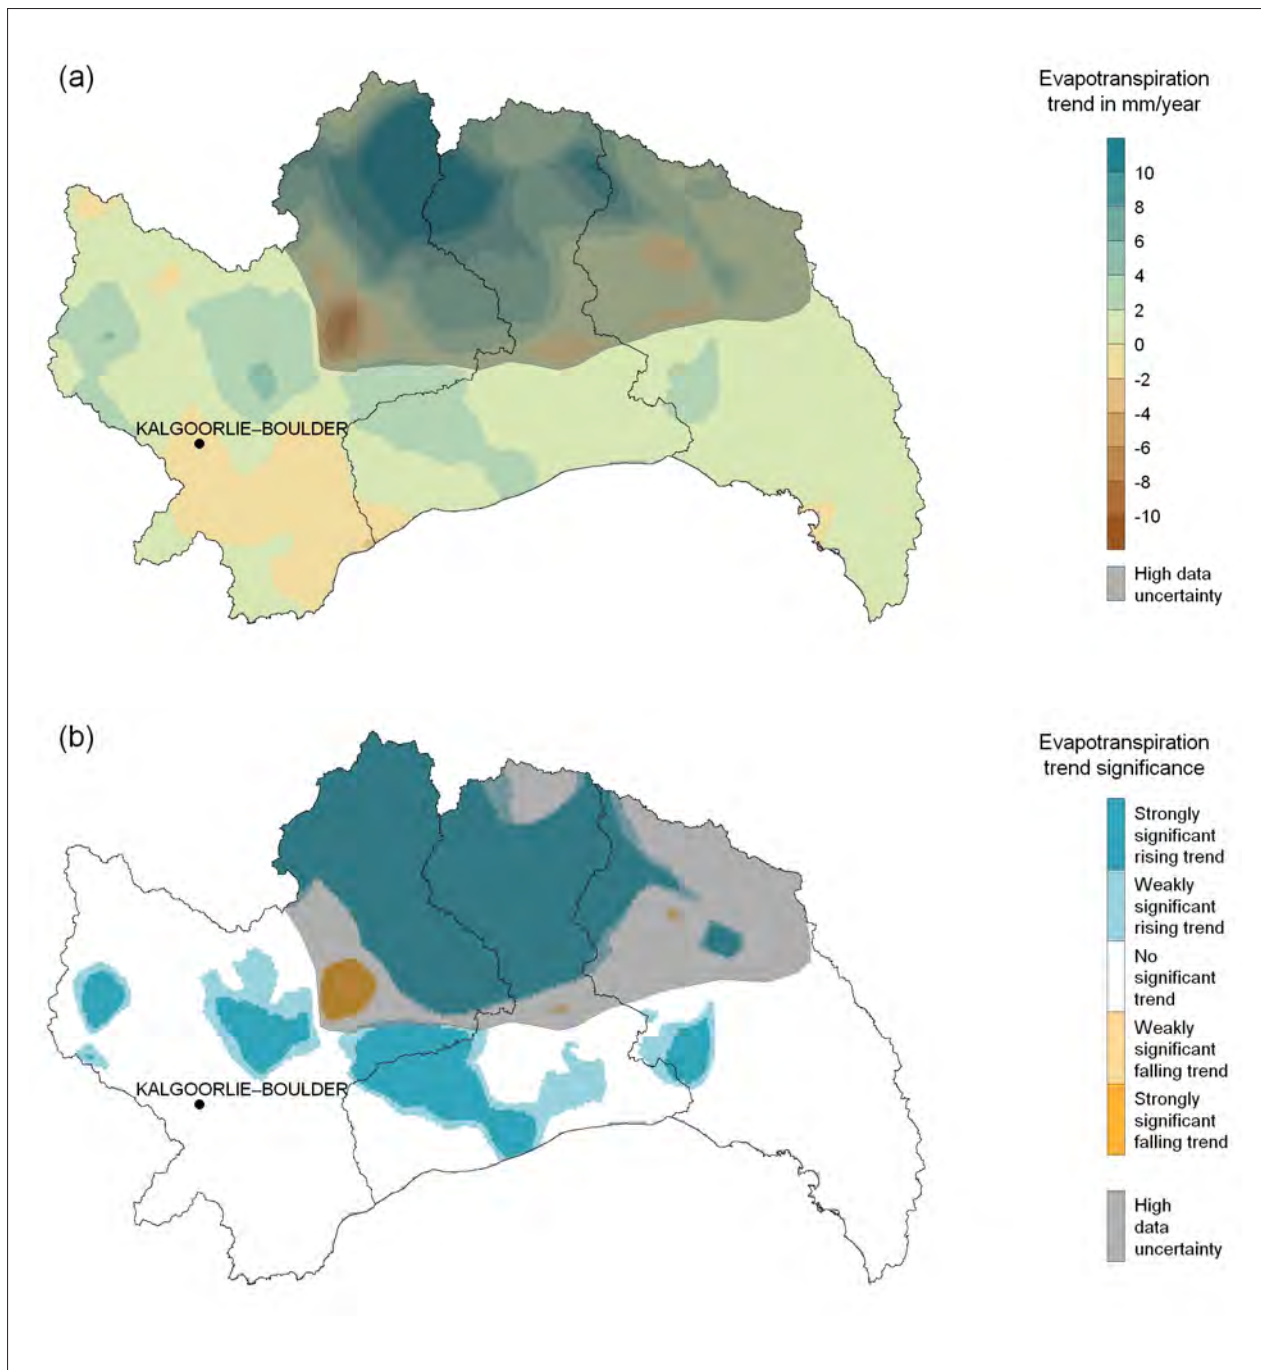 (a)
Evapotranspiration
trend in mm/year
10
8
6
4
2
0
-2
-4
-6
-8
-10
High data
uncertainty
KALGOORLIE–BOULDER
(b)
Evapotranspiration
trend significance
Strongly
significant
rising trend
Weakly
significant
rising trend
No
significant
trend
Weakly
significant
falling trend
Strongly
significant
falling trend
High
data
uncertainty
KALGOORLIE–BOULDER